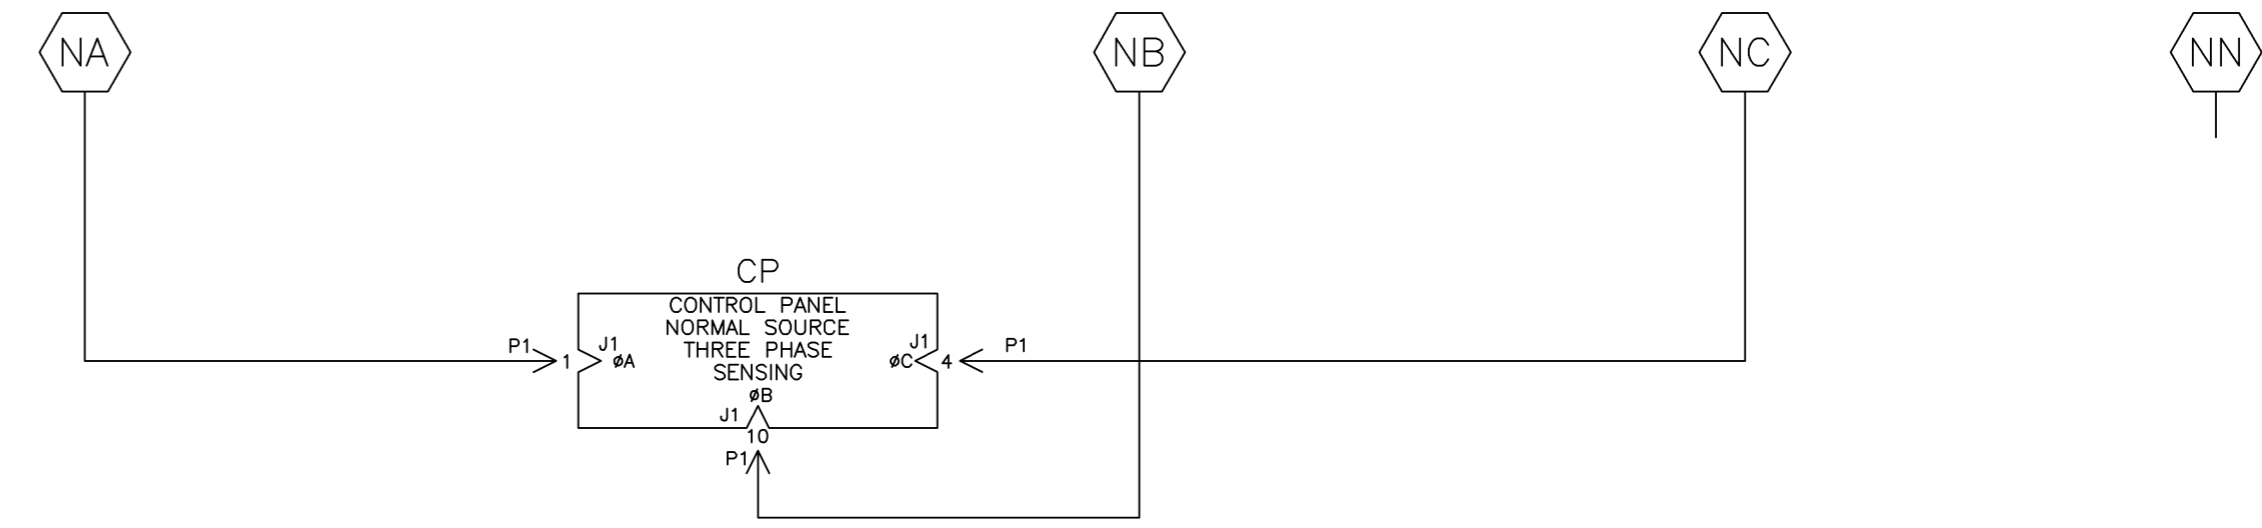 NA
NB
NC
NN
CP
CONTROL PANEL
NORMAL SOURCE
THREE PHASE
SENSING
P1
1
J1
øA
øC
J1
4
P1
øB
J1
10
P1